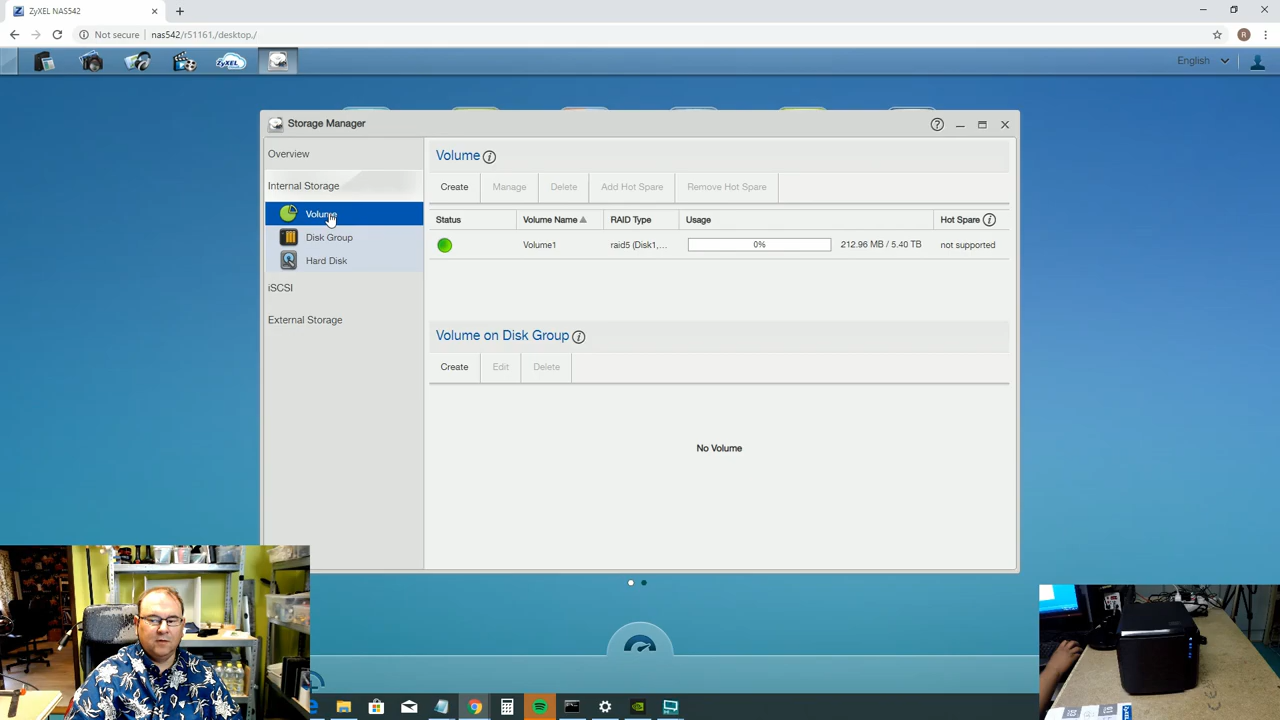 ZyXEL NAS542
Not secure nas542/r51161,/desktop,/
R
ZyXEL
English
Storage Manager
Overview
Internal Storage
Volume
Disk Group
Hard Disk
iSCSI
External Storage
Volume
Create Manage Delete Add Hot Spare Remove Hot Spare
Status Volume Name RAID Type Usage Hot Spare
Volume1 raid5 (Disk1,... 0% 212.96 MB / 5.40 TB not supported
Volume on Disk Group
Create Edit Delete
No Volume